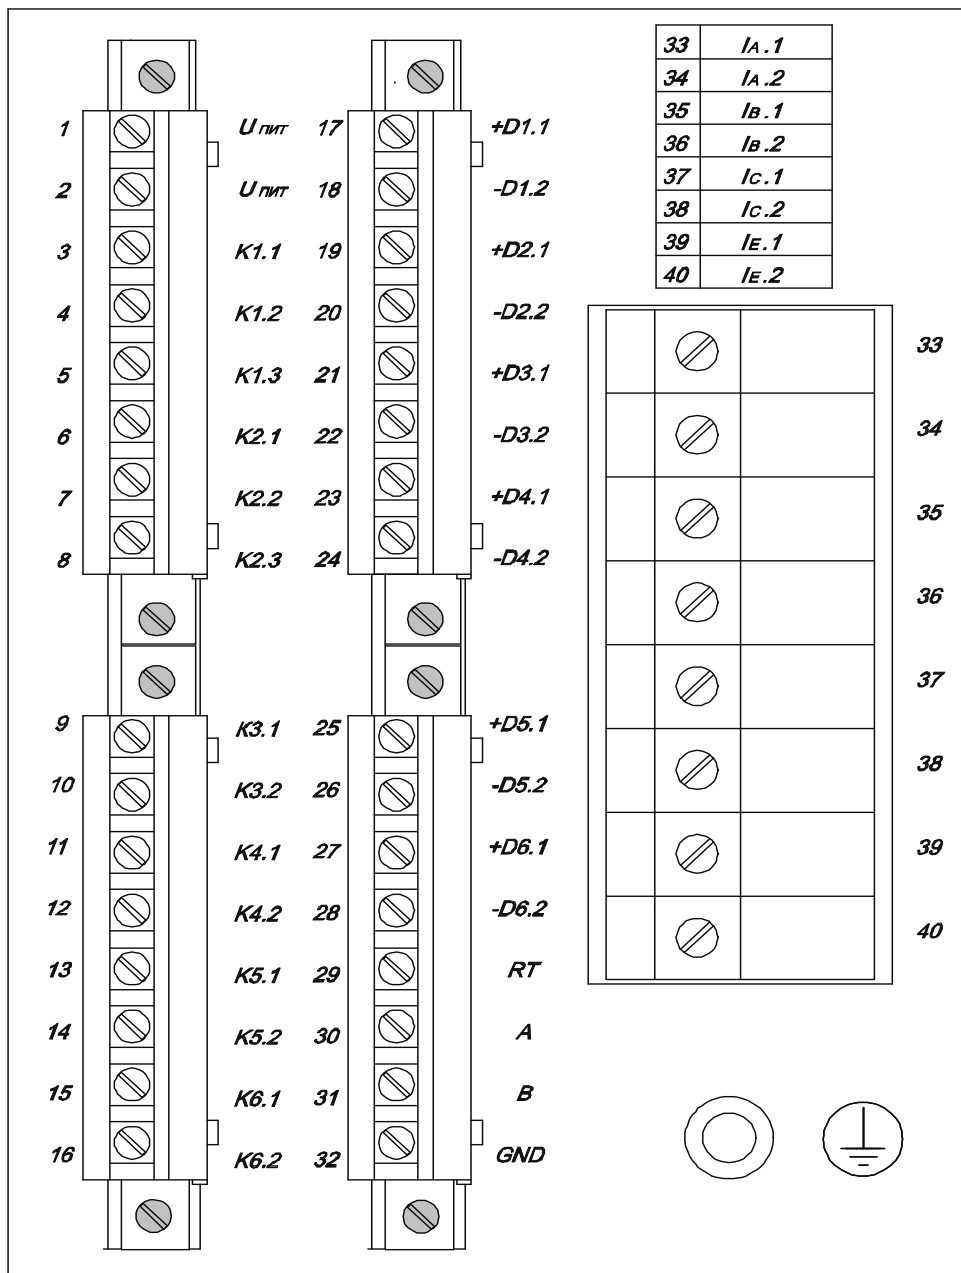 1 U пит 17 +D1.1
2 U пит 18 -D1.2
3 K1.1 19 +D2.1
4 K1.2 20 -D2.2
5 K1.3 21 +D3.1
6 K2.1 22 -D3.2
7 K2.2 23 +D4.1
8 K2.3 24 -D4.2
9 K3.1 25 +D5.1
10 K3.2 26 -D5.2
11 K4.1 27 +D6.1
12 K4.2 28 -D6.2
13 K5.1 29 RT
14 K5.2 30 A
15 K6.1 31 B
16 K6.2 32 GND
33 IA.1
34 IA.2
35 IB.1
36 IB.2
37 IC.1
38 IC.2
39 IE.1
40 IE.2
33
34
35
36
37
38
39
40